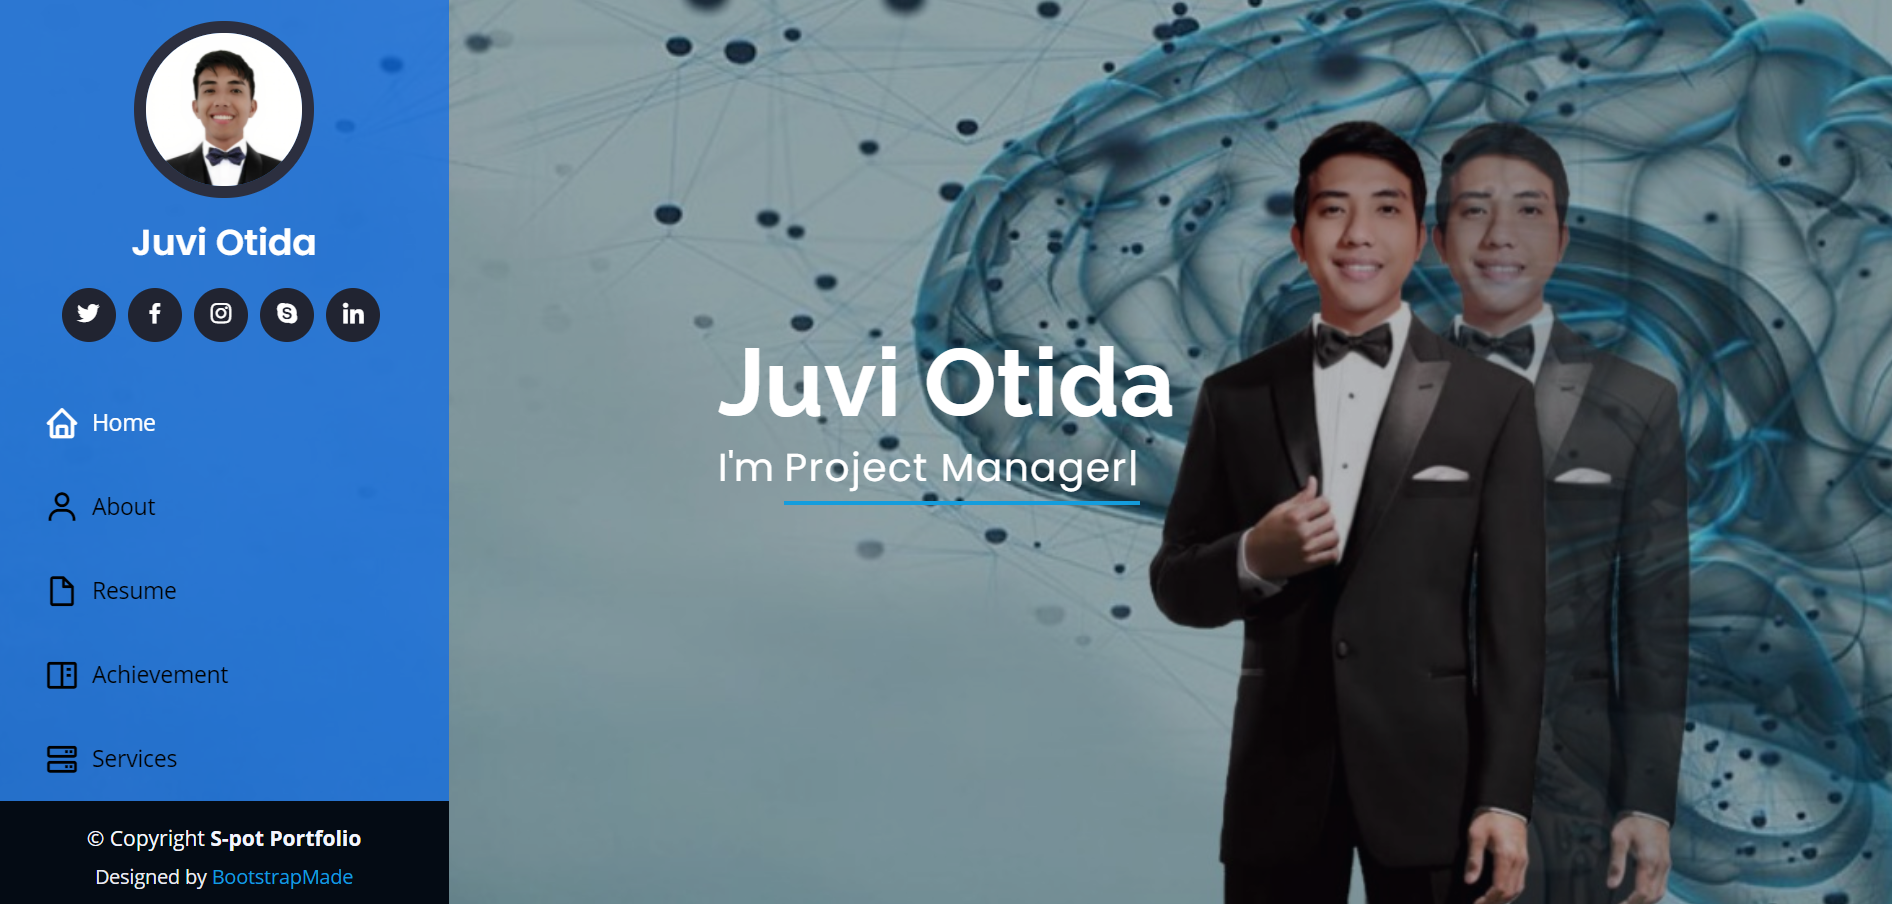 Juvi Otida
Home
About
Resume
Achievement
Services
© Copyright S-pot Portfolio
Designed by BootstrapMade
Juvi Otida
I'm Project Manager|